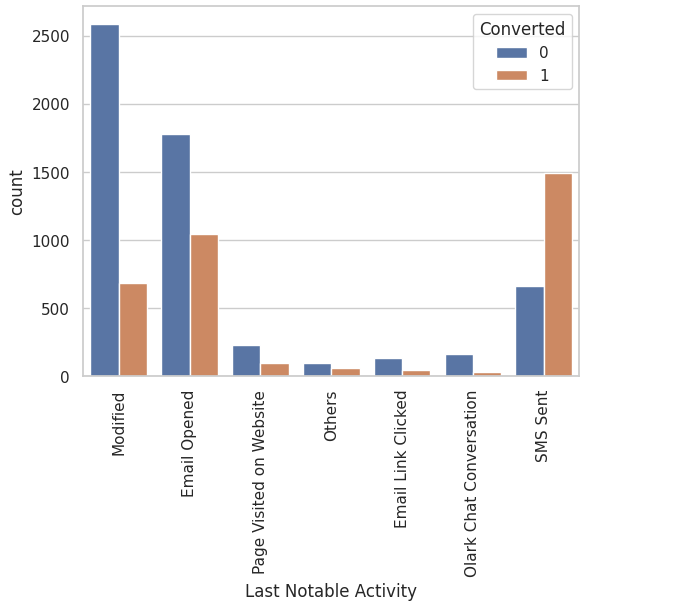 Converted
0
1
count
2500
2000
1500
1000
500
0
Modified
Email Opened
Page Visited on Website
Others
Email Link Clicked
Olark Chat Conversation
SMS Sent
Last Notable Activity